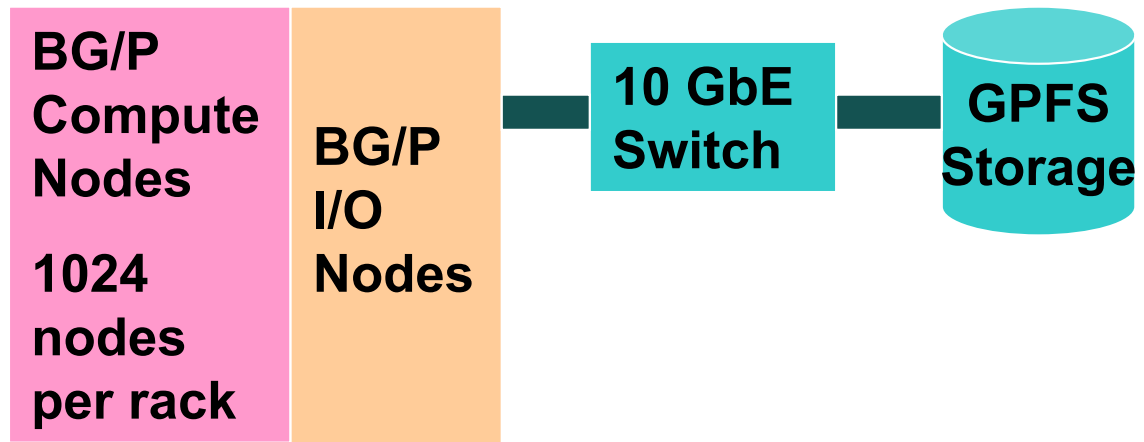 BG/P
Compute
Nodes
1024
nodes
per rack
BG/P
I/O
Nodes
10 GbE
Switch
GPFS
Storage